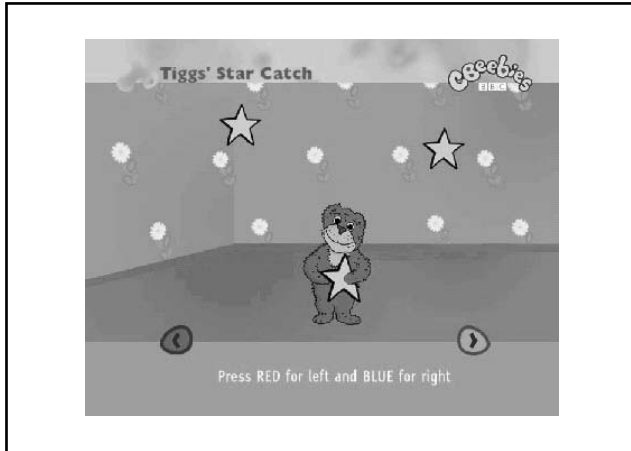 Tiggs' Star Catch
CBeebies
BBC
Press RED for left and BLUE for right